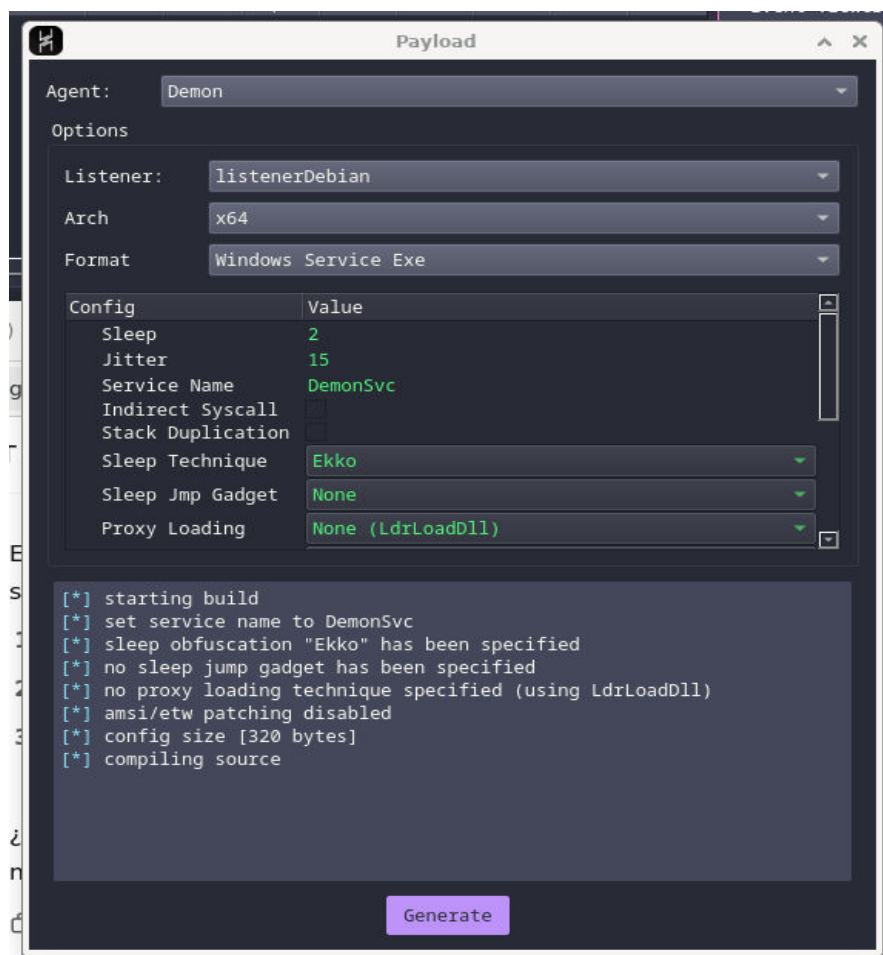 Payload
Agent: Demon
Options
Listener: listenerDebian
Arch x64
Format Windows Service Exe
Config Value
Sleep 2
Jitter 15
Service Name DemonSvc
Indirect Syscall
Stack Duplication
Sleep Technique Ekko
Sleep Jmp Gadget None
Proxy Loading None (LdrLoadDll)
[*] starting build
[*] set service name to DemonSvc
[*] sleep obfuscation "Ekko" has been specified
[*] no sleep jump gadget has been specified
[*] no proxy loading technique specified (using LdrLoadDll)
[*] amsi/etw patching disabled
[*] config size [320 bytes]
[*] compiling source
Generate